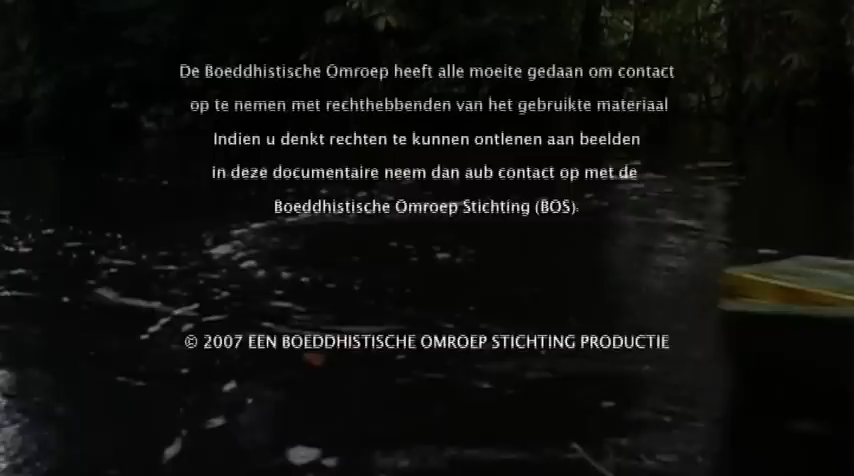 De Boeddhistische Omroep heeft alle moeite gedaan om contact
op te nemen met rechthebbenden van het gebruikte materiaal
Indien u denkt rechten te kunnen ontlenen aan beelden
in deze documentaire neem dan aub contact op met de
Boeddhistische Omroep Stichting (BOS).
© 2007 EEN BOEDDHISTISCHE OMROEP STICHTING PRODUCTIE